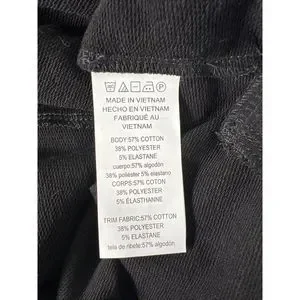 MADE IN VIETNAM
HECHO EN VIETNAM
FABRIQUÉ AU
VIETNAM
BODY:57% COTTON
38% POLYESTER
5% ELASTANE
cuerpo:57% algodón
38% poliéster 5% elastano
CORPS:57% COTON
38% POLYESTER
5% ÉLASTHANNE
TRIM FABRIC:57% COTTON
38% POLYESTER
5% ELASTANE
tela de ribete:57% algodón